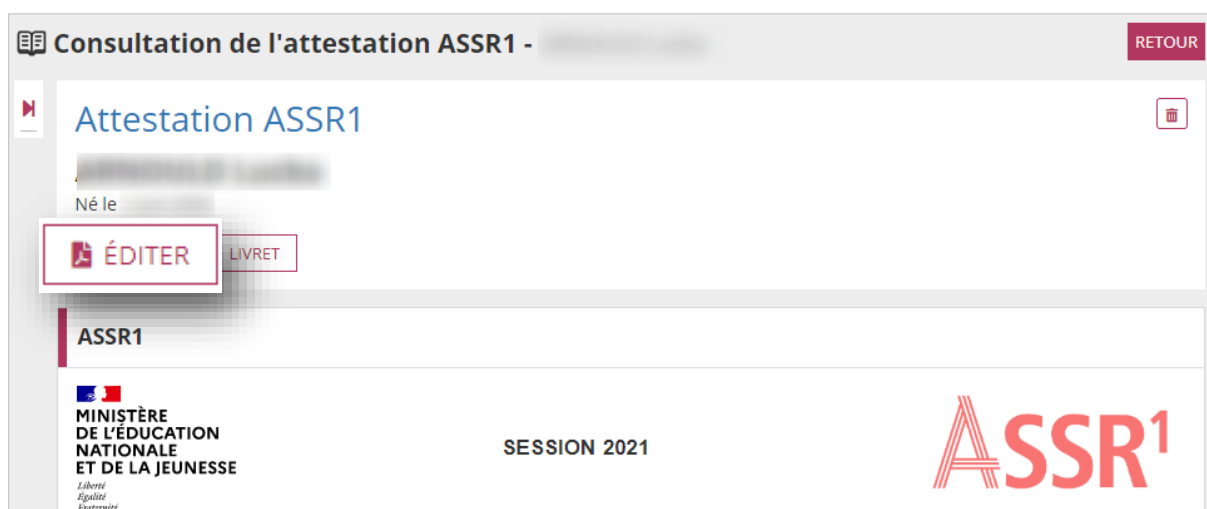 Consultation de l'attestation ASSR1 -
RETOUR
Attestation ASSR1
Né le
ÉDITER
LIVRET
ASSR1
MINISTÈRE
DE L'ÉDUCATION
NATIONALE
ET DE LA JEUNESSE
Liberté
Égalité
Fraternité
SESSION 2021
ASSR1